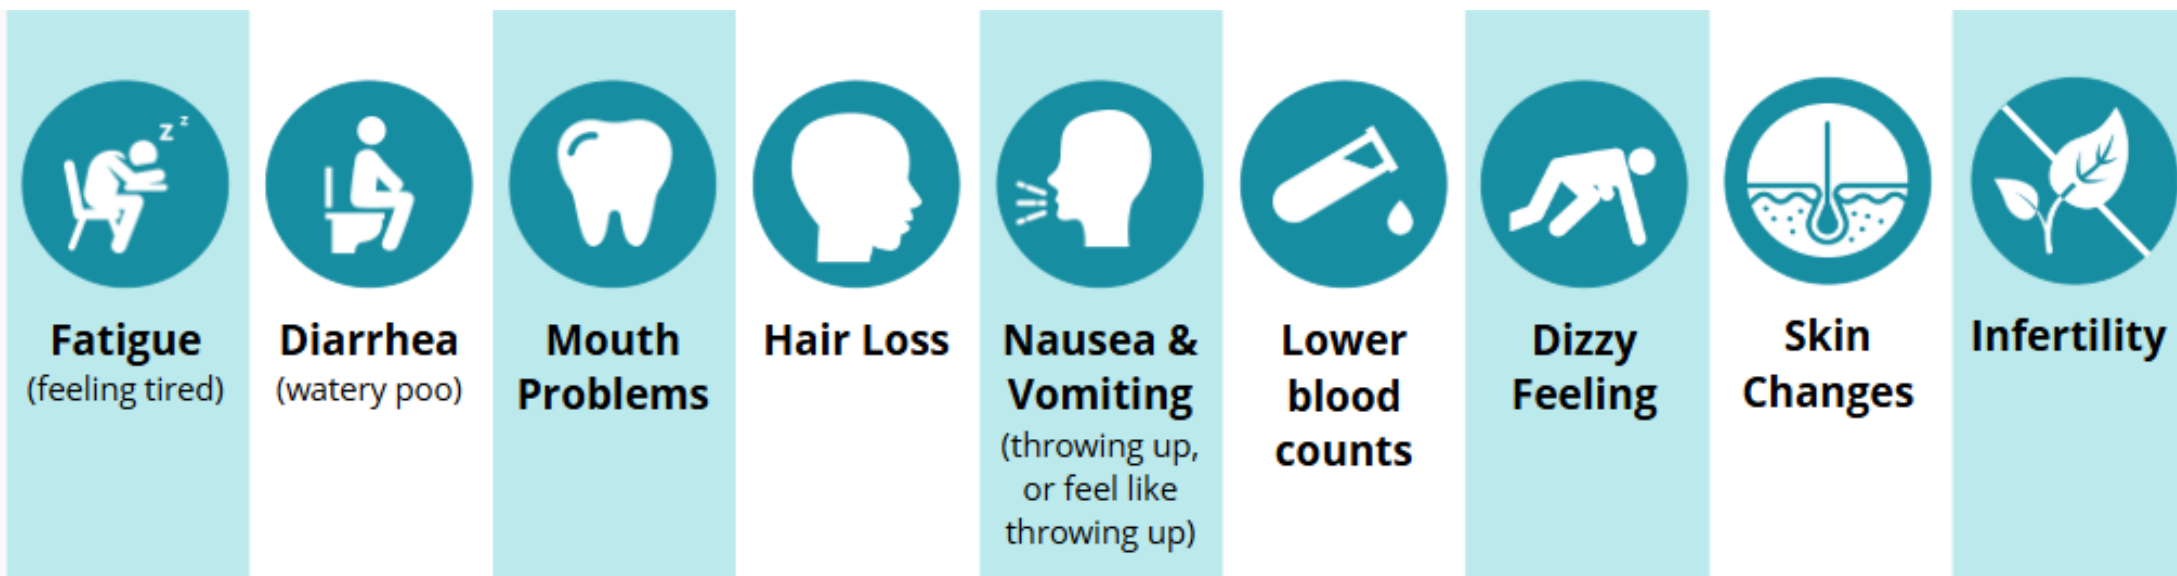 z z
Fatigue
(feeling tired)
Diarrhea
(watery poo)
Mouth
Problems
Hair Loss
Nausea &
Vomiting
(throwing up,
or feel like
throwing up)
Lower
blood
counts
Dizzy
Feeling
Skin
Changes
Infertility